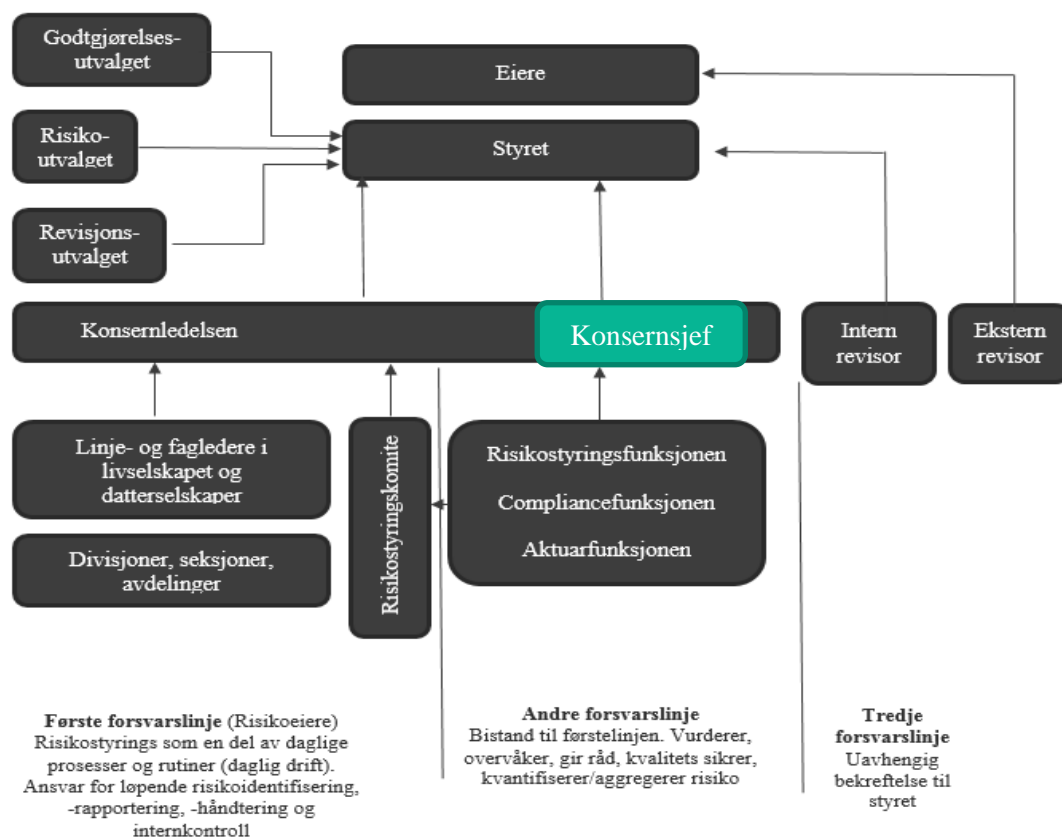 Godtgjørelses-
utvalget
Eiere
Risiko-
utvalget
Styret
Revisjons-
utvalget
Konsernledelsen
Konsernsjef
Intern
revisor
Ekstern
revisor
Linje- og fagledere i
livselskapet og
datterselskaper
Divisjoner, seksjoner,
avdelinger
Risikostyringskomite
Risikostyringsfunksjonen
Compliancefunksjonen
Aktuarfunksjonen
Første forsvarslinje (Risikoeiere)
Risikostyrings som en del av daglige
prosesser og rutiner (daglig drift).
Ansvar for løpende risikoidentifisering,
-rapportering, -håndtering og
internkontroll
Andre forsvarslinje
Bistand til førstelinjen. Vurderer,
overvåker, gir råd, kvalitets sikrer,
kvantifiserer/aggregerer risiko
Tredje
forsvarslinje
Uavhengig
bekreftelse til
styret